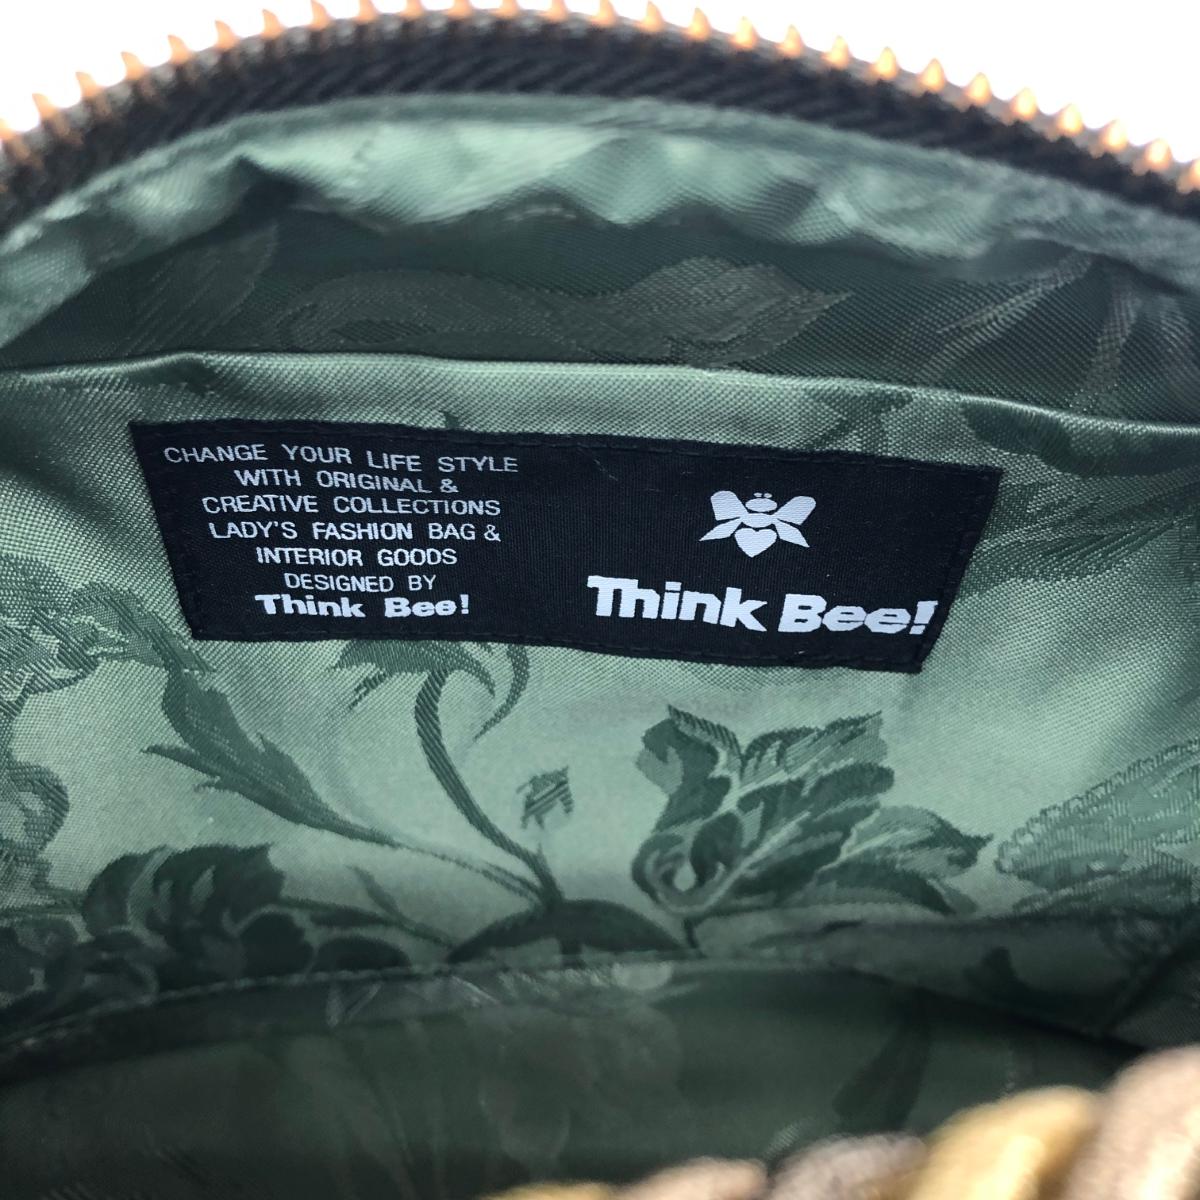 CHANGE YOUR LIFE STYLE
WITH ORIGINAL &
CREATIVE COLLECTIONS
LADY'S FASHION BAG &
INTERIOR GOODS
DESIGNED BY
Think Bee!
Think Bee!